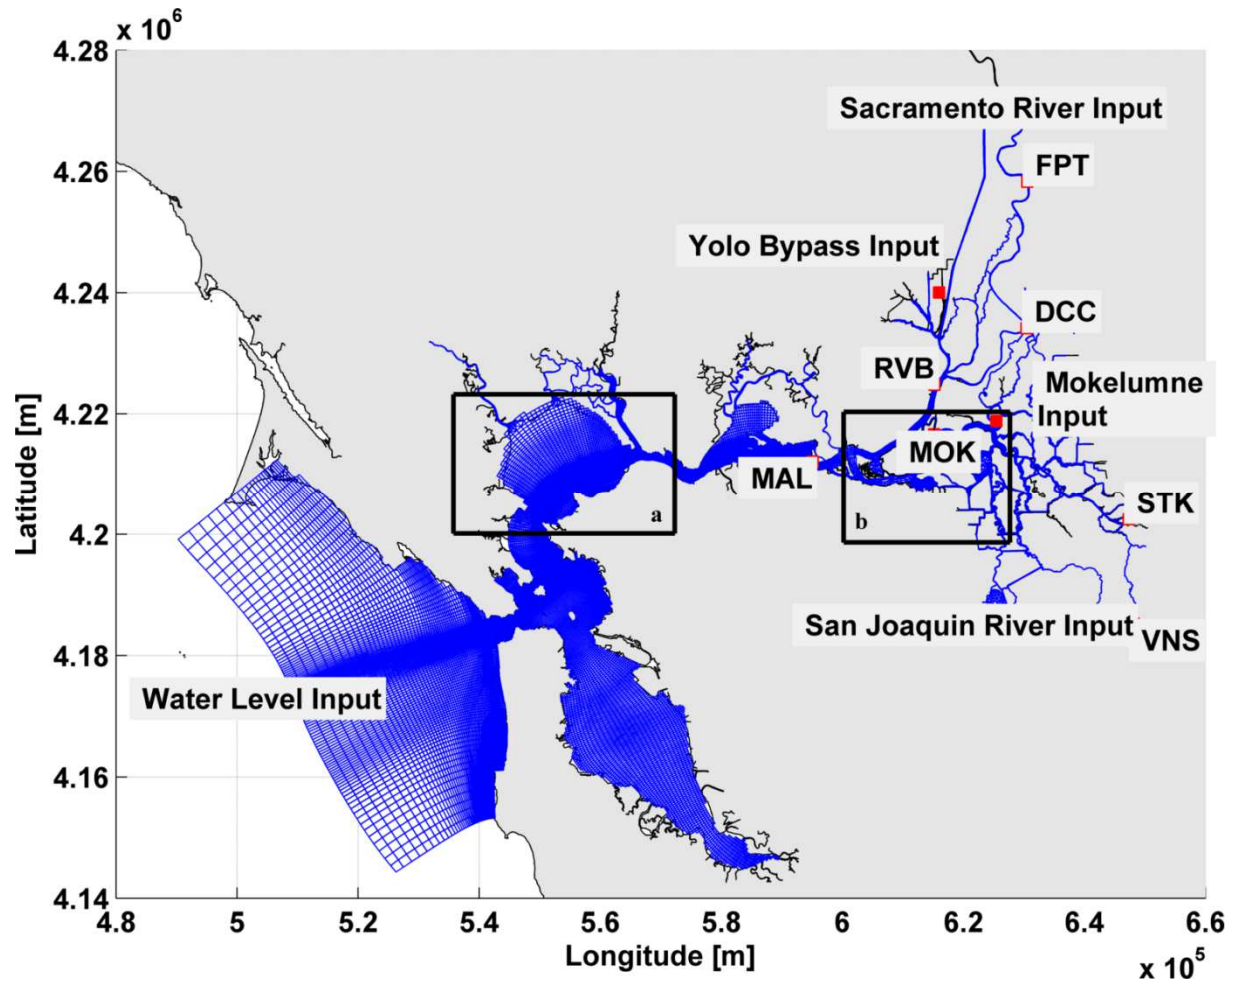 x 10^6
4.28
Sacramento River Input
4.26
FPT
Yolo Bypass Input
4.24
DCC
RVB
Mokelumne
Input
4.22
MOK
MAL
STK
a
b
4.2
Latitude [m]
San Joaquin River Input
VNS
4.18
Water Level Input
4.16
4.14
4.8
5
5.2
5.4
5.6
5.8
6
6.2
6.4
6.6
Longitude [m]
x 10^5